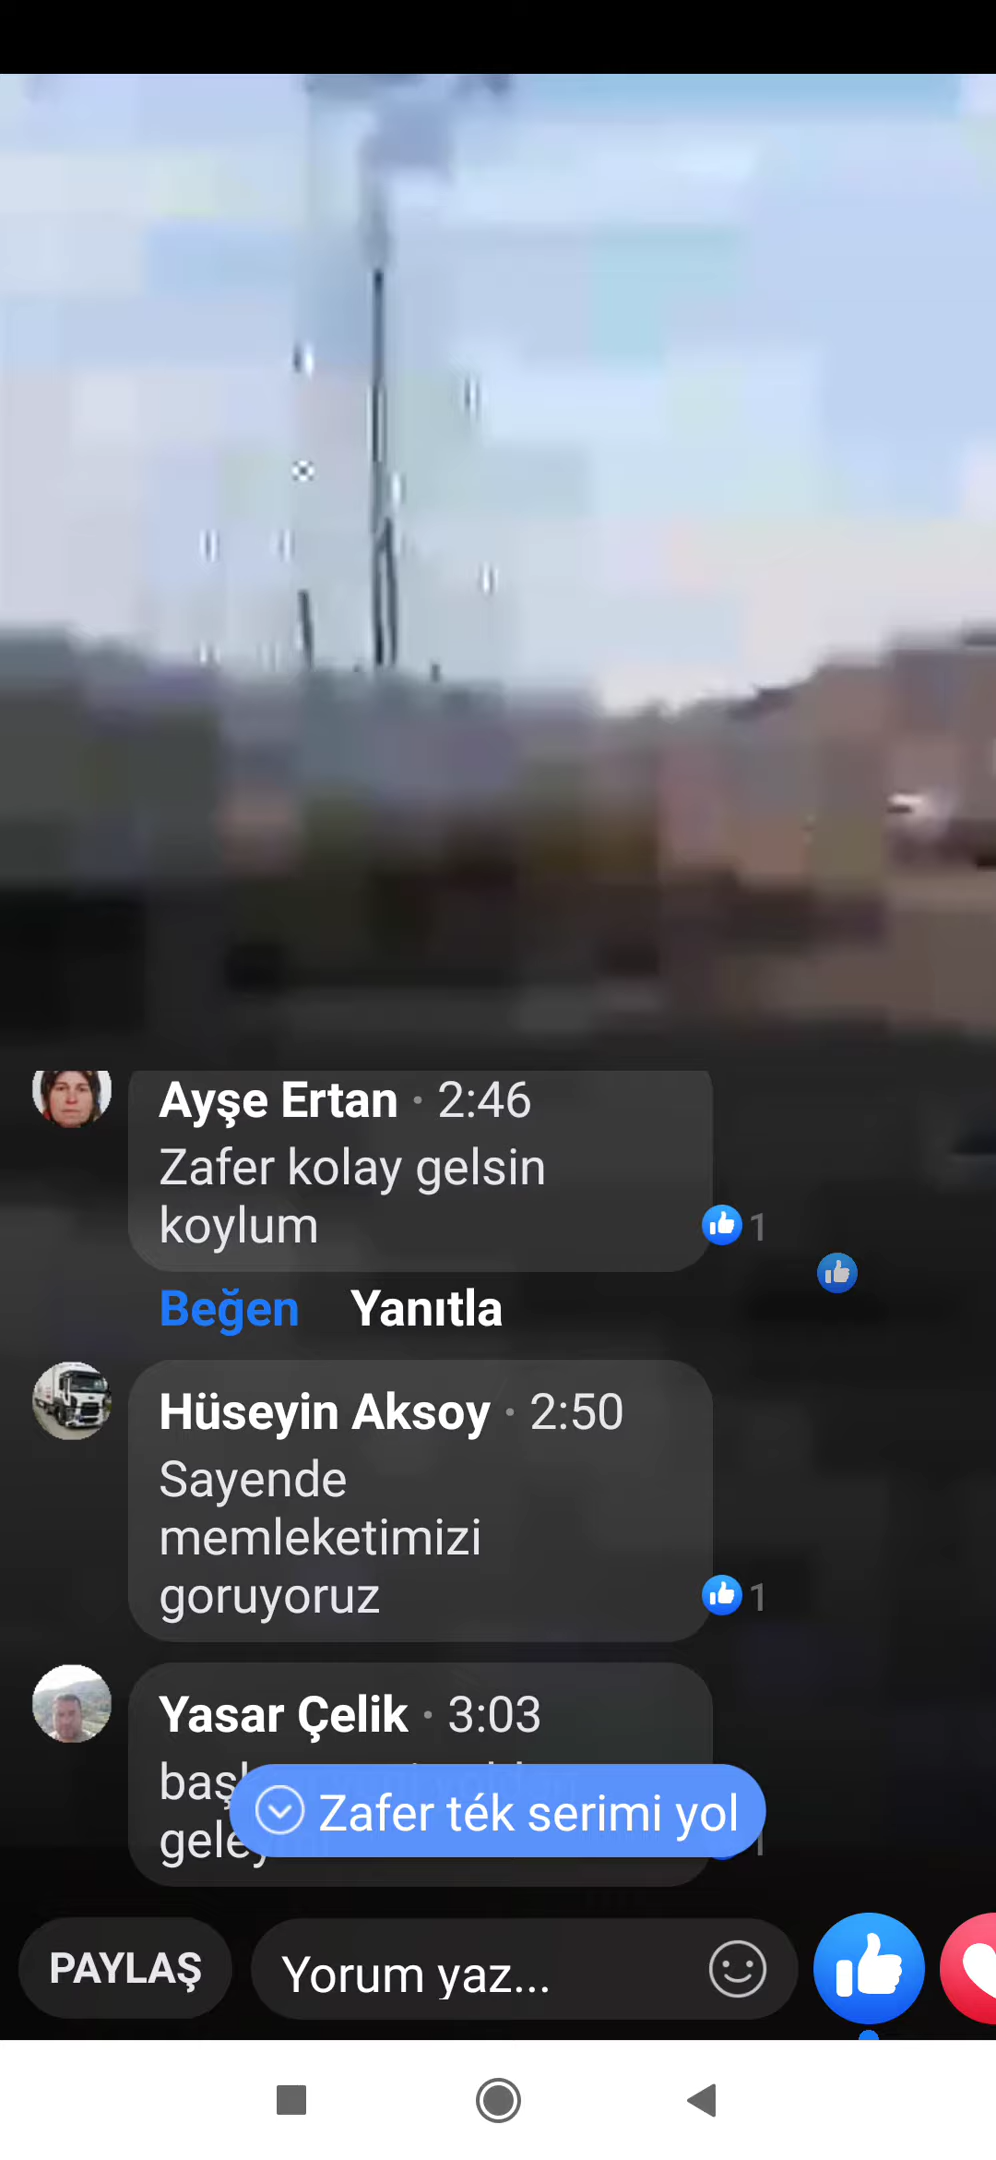 Ayşe Ertan · 2:46
Zafer kolay gelsin
koylum
1
Beğen Yanıtla
Hüseyin Aksoy · 2:50
Sayende
memleketimizi
goruyoruz
1
Yasar Çelik · 3:03
Zafer ték serimi yol
1
PAYLAŞ
Yorum yaz...